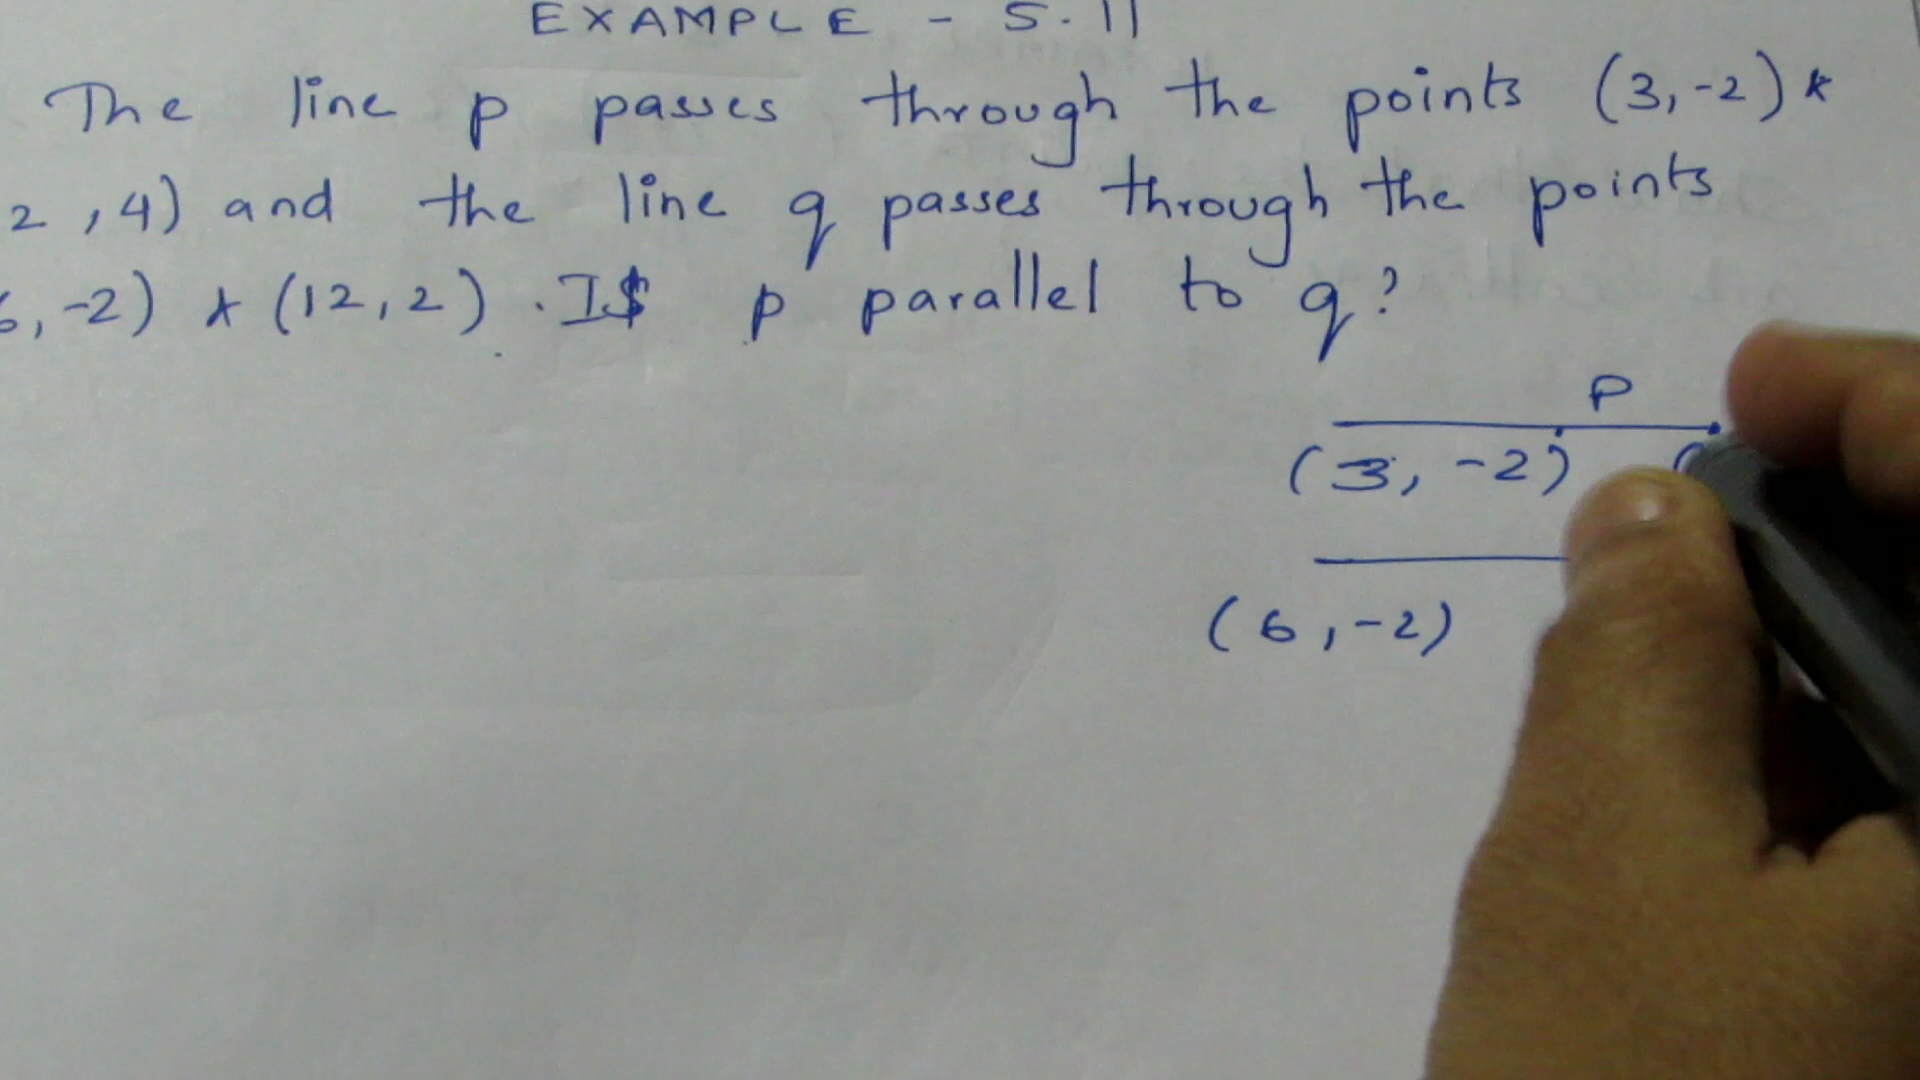 EXAMPLE - 5.11
The line p passes through the points (3,-2) &
2,4) and the line q passes through the points
6,-2) & (12,2). IS p parallel to q?
P
(3,-2) (
(6,-2)